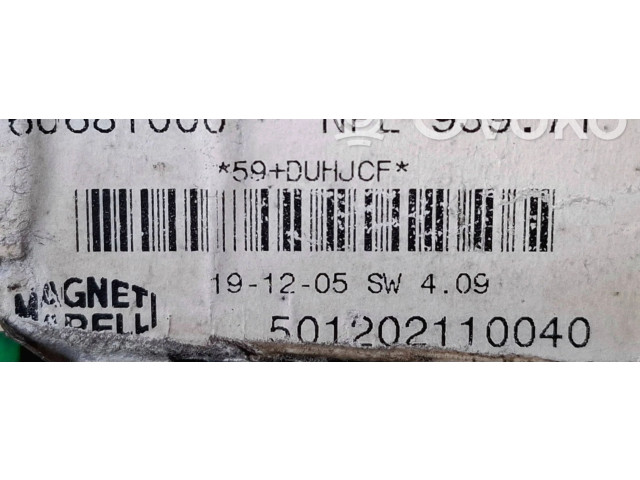 *59+DUHJCF*
19-12-05 SW 4.09
MAGNETI
MARELLI
501202110040